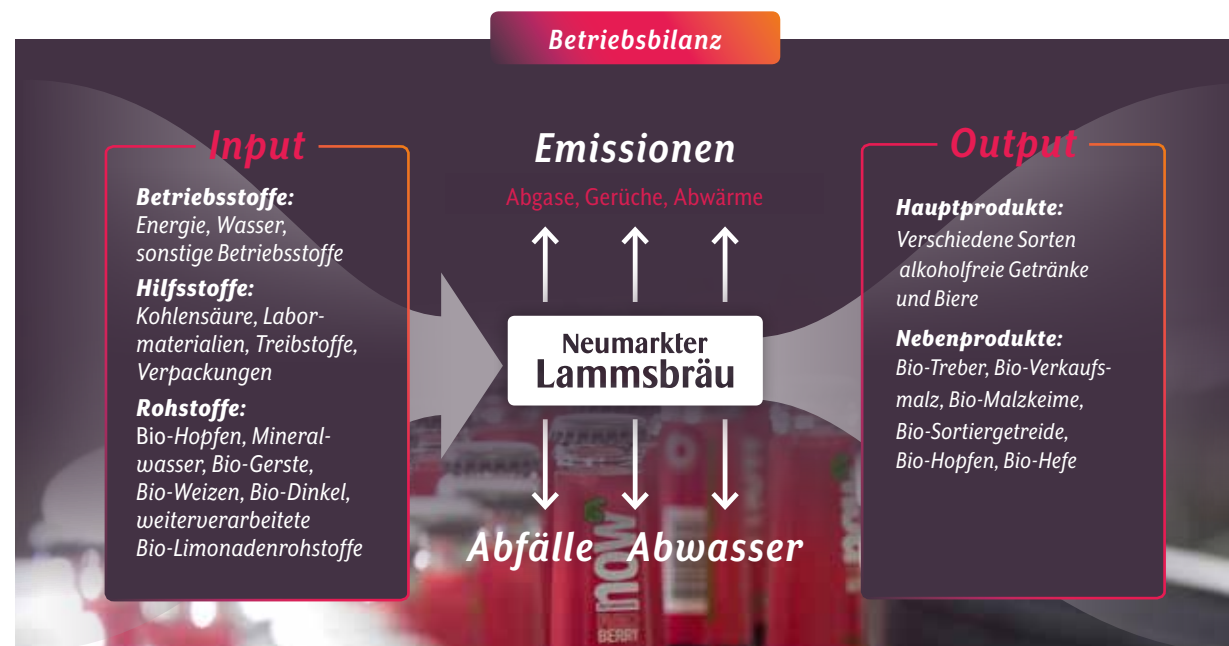 Betriebsbilanz
Input
Betriebsstoffe:
Energie, Wasser,
sonstige Betriebsstoffe
Hilfsstoffe:
Kohlensäure, Labor-
materialien, Treibstoffe,
Verpackungen
Rohstoffe:
Bio-Hopfen, Mineral-
wasser, Bio-Gerste,
Bio-Weizen, Bio-Dinkel,
weiterverarbeitete
Bio-Limonadenrohstoffe
Emissionen
Abgase, Gerüche, Abwärme
Neumarkter
Lammsbräu
Abfälle Abwasser
now
BERRY
Output
Hauptprodukte:
Verschiedene Sorten
alkoholfreie Getränke
und Biere
Nebenprodukte:
Bio-Treber, Bio-Verkaufs-
malz, Bio-Malzkeime,
Bio-Sortiergetreide,
Bio-Hopfen, Bio-Hefe